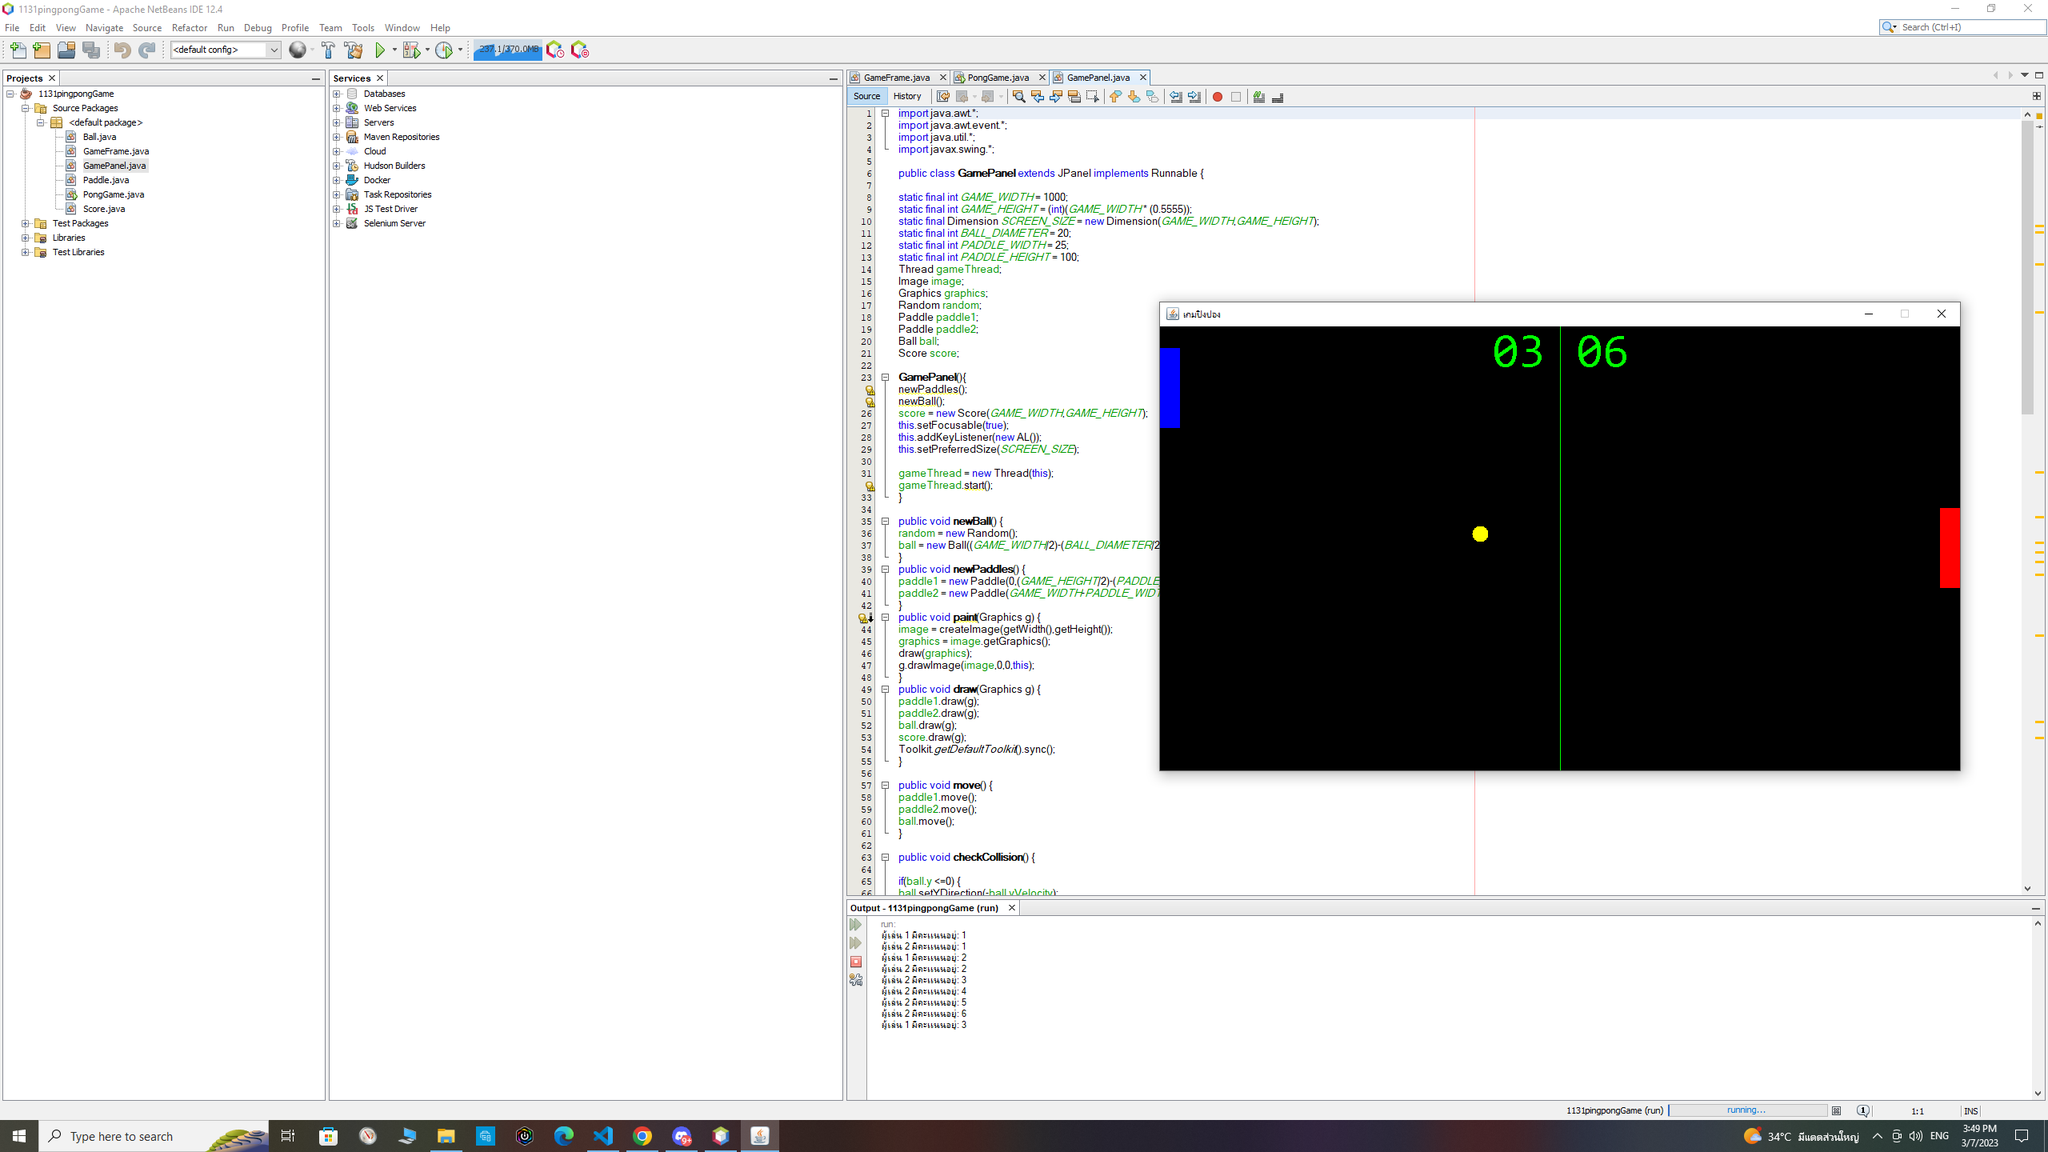 1131pingpongGame - Apache NetBeans IDE 12.4
File Edit View Navigate Source Refactor Run Debug Profile Team Tools Window Help
Search (Ctrl+I)
<default config>
237.1/370.0MB
Projects
1131pingpongGame
Source Packages
<default package>
Ball.java
GameFrame.java
GamePanel.java
Paddle.java
PongGame.java
Score.java
Test Packages
Libraries
Test Libraries
Services
Databases
Web Services
Servers
Maven Repositories
Cloud
Hudson Builders
Docker
Task Repositories
JS Test Driver
Selenium Server
GameFrame.java PongGame.java GamePanel.java
Source History
1 import java.awt.*;
2 import java.awt.event.*;
3 import java.util.*;
4 import javax.swing.*;
5
6 public class GamePanel extends JPanel implements Runnable {
7
8 static final int GAME_WIDTH = 1000;
9 static final int GAME_HEIGHT = (int)(GAME_WIDTH * (0.5555));
10 static final Dimension SCREEN_SIZE = new Dimension(GAME_WIDTH,GAME_HEIGHT);
11 static final int BALL_DIAMETER = 20;
12 static final int PADDLE_WIDTH = 25;
13 static final int PADDLE_HEIGHT = 100;
14 Thread gameThread;
15 Image image;
16 Graphics graphics;
17 Random random;
18 Paddle paddle1;
19 Paddle paddle2;
20 Ball ball;
21 Score score;
22
23 GamePanel(){
newPaddles();
newBall();
26 score = new Score(GAME_WIDTH,GAME_HEIGHT);
27 this.setFocusable(true);
28 this.addKeyListener(new AL());
29 this.setPreferredSize(SCREEN_SIZE);
30
31 gameThread = new Thread(this);
gameThread.start();
33 }
34
35 public void newBall() {
36 random = new Random();
37 ball = new Ball((GAME_WIDTH/2)-(BALL_DIAMETER/2
38 }
39 public void newPaddles() {
40 paddle1 = new Paddle(0,(GAME_HEIGHT/2)-(PADDLE
41 paddle2 = new Paddle(GAME_WIDTH-PADDLE_WIDT
42 }
public void paint(Graphics g) {
44 image = createImage(getWidth(),getHeight());
45 graphics = image.getGraphics();
46 draw(graphics);
47 g.drawImage(image,0,0,this);
48 }
49 public void draw(Graphics g) {
50 paddle1.draw(g);
51 paddle2.draw(g);
52 ball.draw(g);
53 score.draw(g);
54 Toolkit.getDefaultToolkit().sync();
55 }
56
57 public void move() {
58 paddle1.move();
59 paddle2.move();
60 ball.move();
61 }
62
63 public void checkCollision() {
64
65 if(ball.y <=0) {
66 ball.setYDirection(-ball.yVelocity);
เกมปิงปอง
03 06
Output - 1131pingpongGame (run)
run:
ผู้เล่น 1 มีคะแนนอยู่: 1
ผู้เล่น 2 มีคะแนนอยู่: 1
ผู้เล่น 1 มีคะแนนอยู่: 2
ผู้เล่น 2 มีคะแนนอยู่: 2
ผู้เล่น 2 มีคะแนนอยู่: 3
ผู้เล่น 2 มีคะแนนอยู่: 4
ผู้เล่น 2 มีคะแนนอยู่: 5
ผู้เล่น 2 มีคะแนนอยู่: 6
ผู้เล่น 1 มีคะแนนอยู่: 3
1131pingpongGame (run) running... 1 1:1 INS
Type here to search
9+
34°C มีแดดส่วนใหญ่ ENG
3:49 PM
3/7/2023